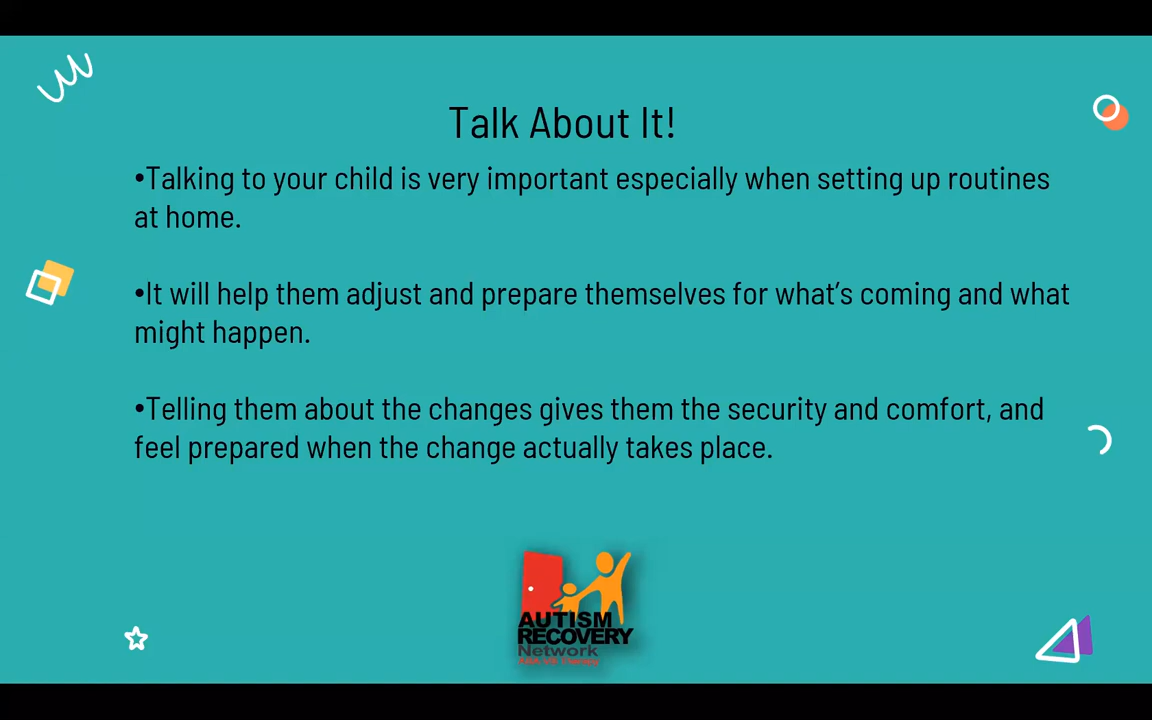 Talk About It!
•Talking to your child is very important especially when setting up routines
at home.
•It will help them adjust and prepare themselves for what’s coming and what
might happen.
•Telling them about the changes gives them the security and comfort, and
feel prepared when the change actually takes place.
AUTISM
RECOVERY
Network